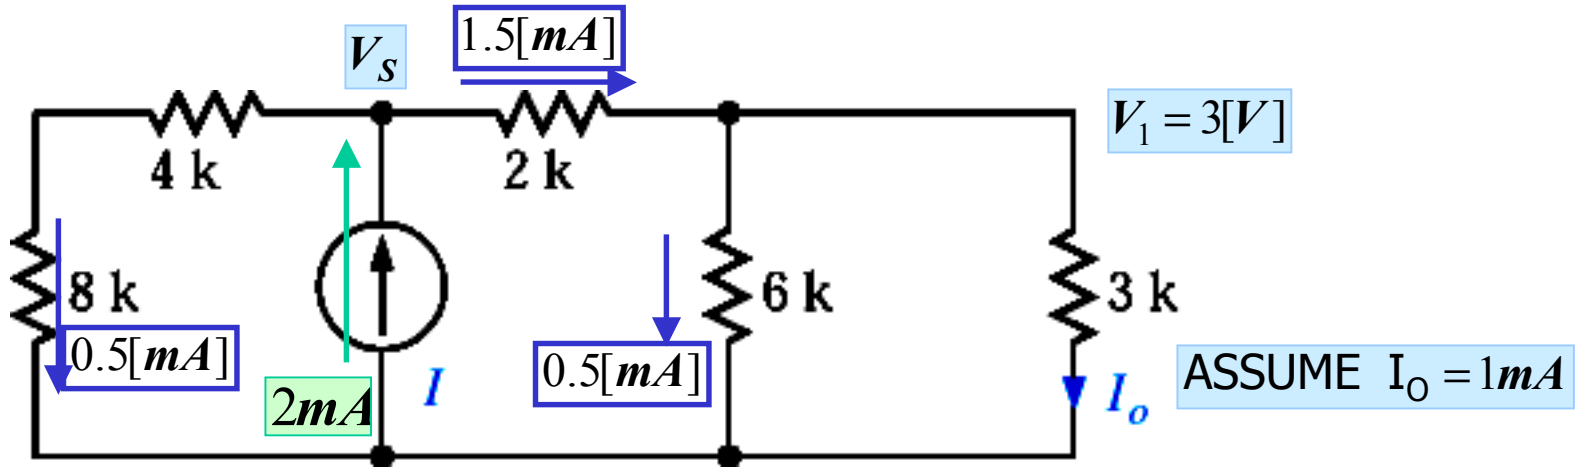 1.5[mA]
V_S
V_1 = 3[V]
4 k
2 k
8 k
6 k
3 k
0.5[mA]
0.5[mA]
2mA
I
I_o
ASSUME I_O = 1mA